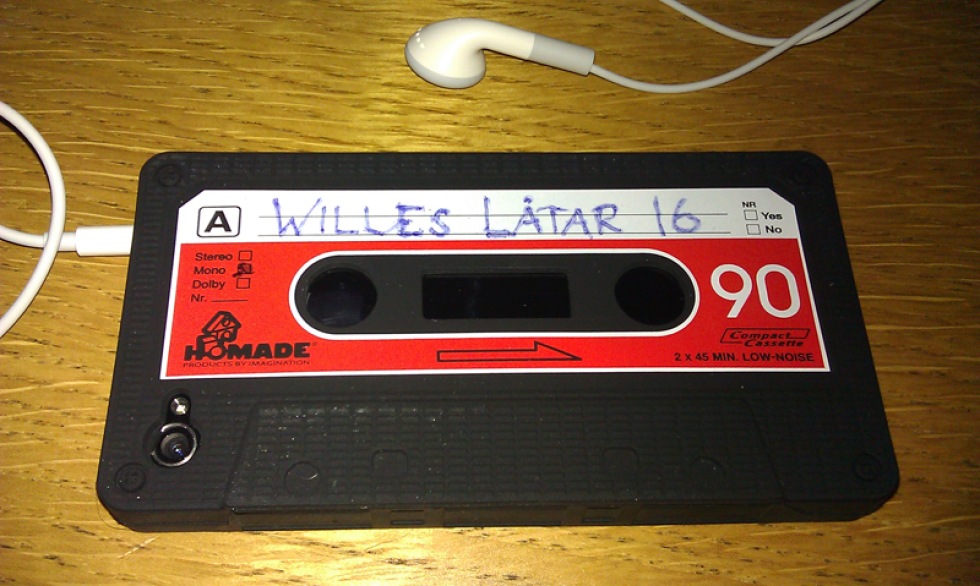 A WILLES LÅTAR 16
NR
Yes
No
Stereo
Mono
Dolby
Nr.
90
HOMADE®
PRODUCTS BY IMAGINATION
Compact
Cassette
2 x 45 MIN. LOW-NOISE